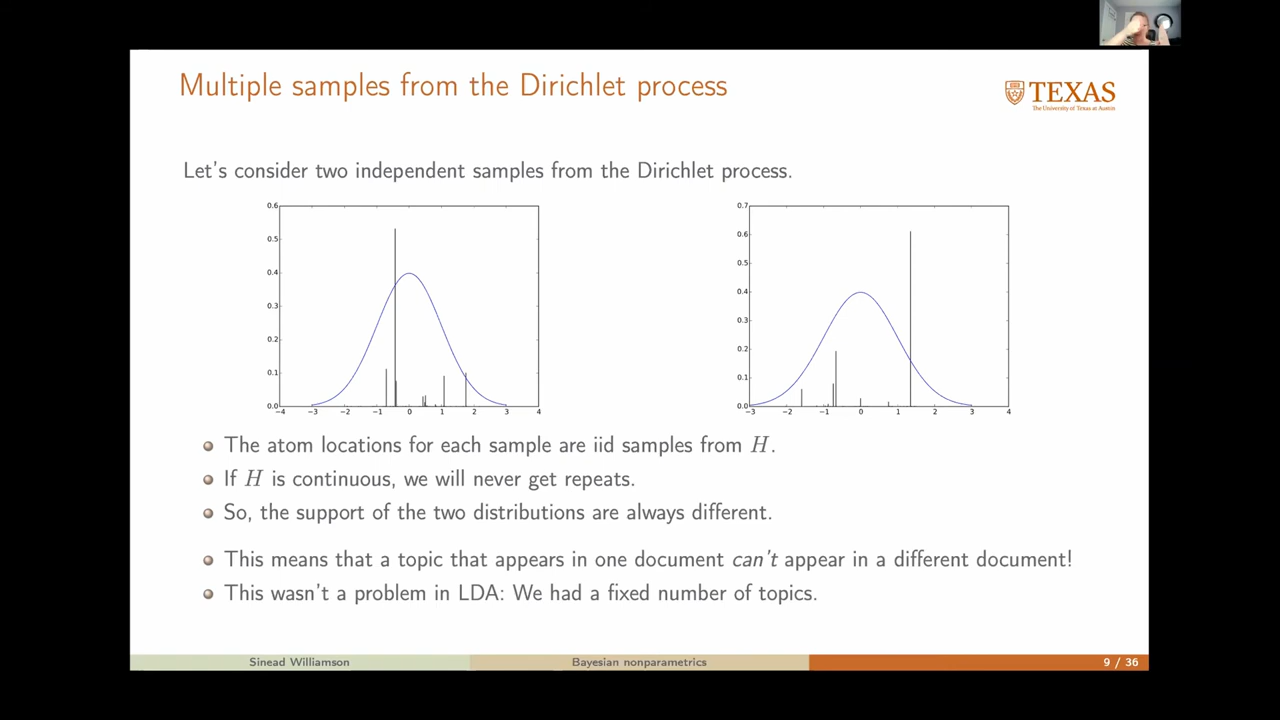 Multiple samples from the Dirichlet process
TEXAS
The University of Texas at Austin
Let's consider two independent samples from the Dirichlet process.
0.6
0.5
0.4
0.3
0.2
0.1
0.0
−4 −3 −2 −1 0 1 2 3 4
0.7
0.6
0.5
0.4
0.3
0.2
0.1
0.0
−3 −2 −1 0 1 2 3 4
The atom locations for each sample are iid samples from H.
If H is continuous, we will never get repeats.
So, the support of the two distributions are always different.
This means that a topic that appears in one document can't appear in a different document!
This wasn't a problem in LDA: We had a fixed number of topics.
Sinead Williamson Bayesian nonparametrics 9 / 36